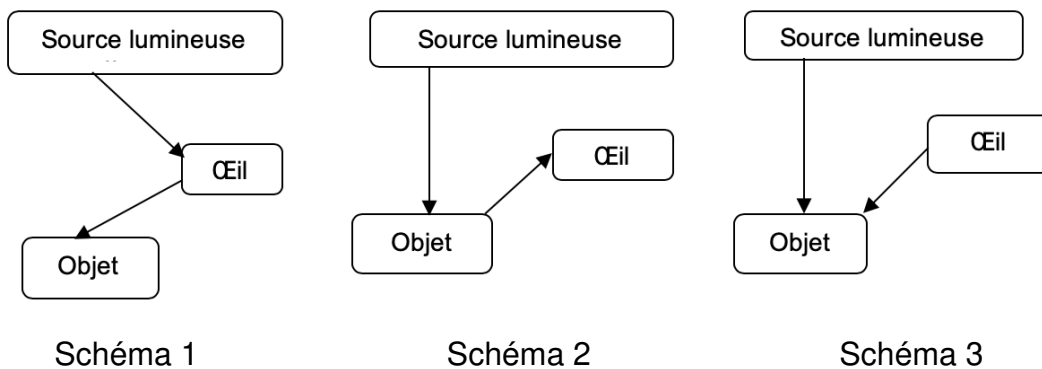 Source lumineuse
Œil
Objet
Schéma 1
Source lumineuse
Œil
Objet
Schéma 2
Source lumineuse
Œil
Objet
Schéma 3